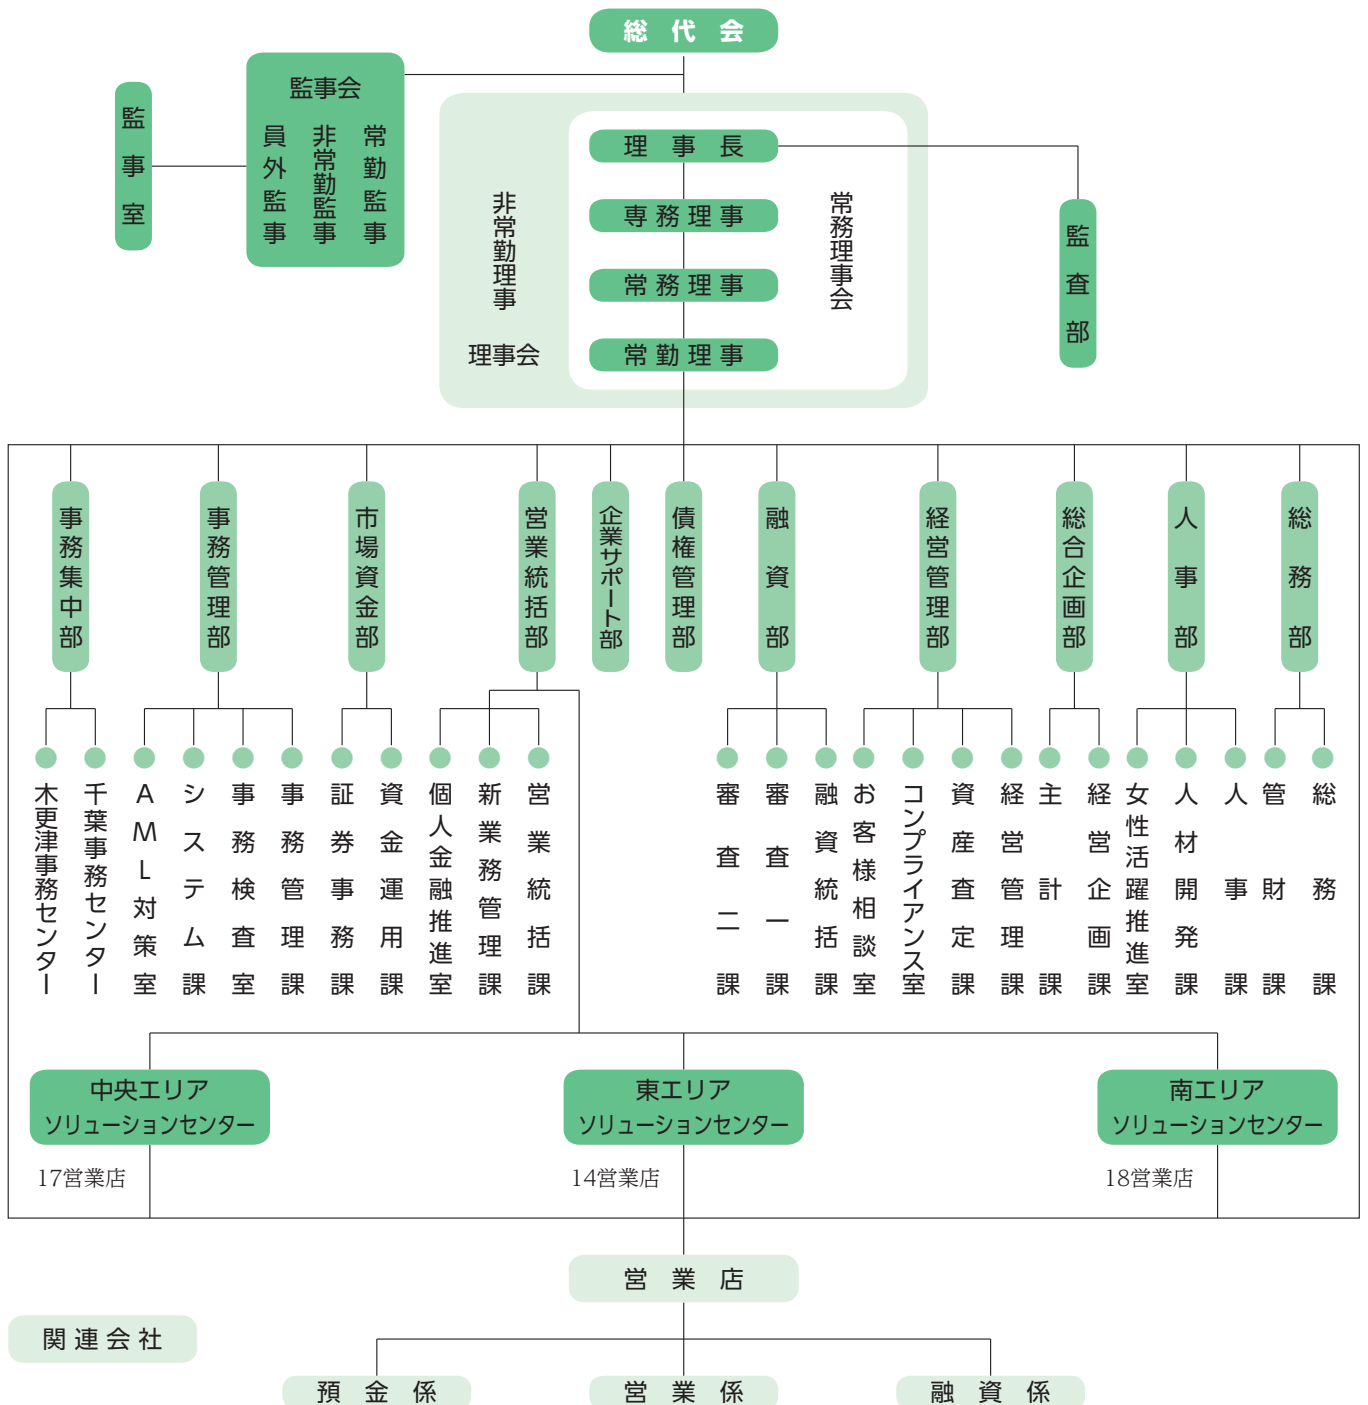 総代会
監事会
常勤監事
非常勤監事
員外監事
監事室
理事長
専務理事
常務理事
常勤理事
常務理事会
非常勤理事
理事会
監査部
事務集中部
事務管理部
市場資金部
営業統括部
企業サポート部
債権管理部
融資部
経営管理部
総合企画部
人事部
総務部
木更津事務センター
千葉事務センター
AML対策室
システム課
事務検査室
事務管理課
証券事務課
資金運用課
個人金融推進室
新業務管理課
営業統括課
審査二課
審査一課
融資統括課
お客様相談室
コンプライアンス室
資産査定課
経営管理課
主計課
経営企画課
女性活躍推進室
人材開発課
人事課
管財課
総務課
中央エリア
ソリューションセンター
17営業店
東エリア
ソリューションセンター
14営業店
南エリア
ソリューションセンター
18営業店
営業店
関連会社
預金係
営業係
融資係